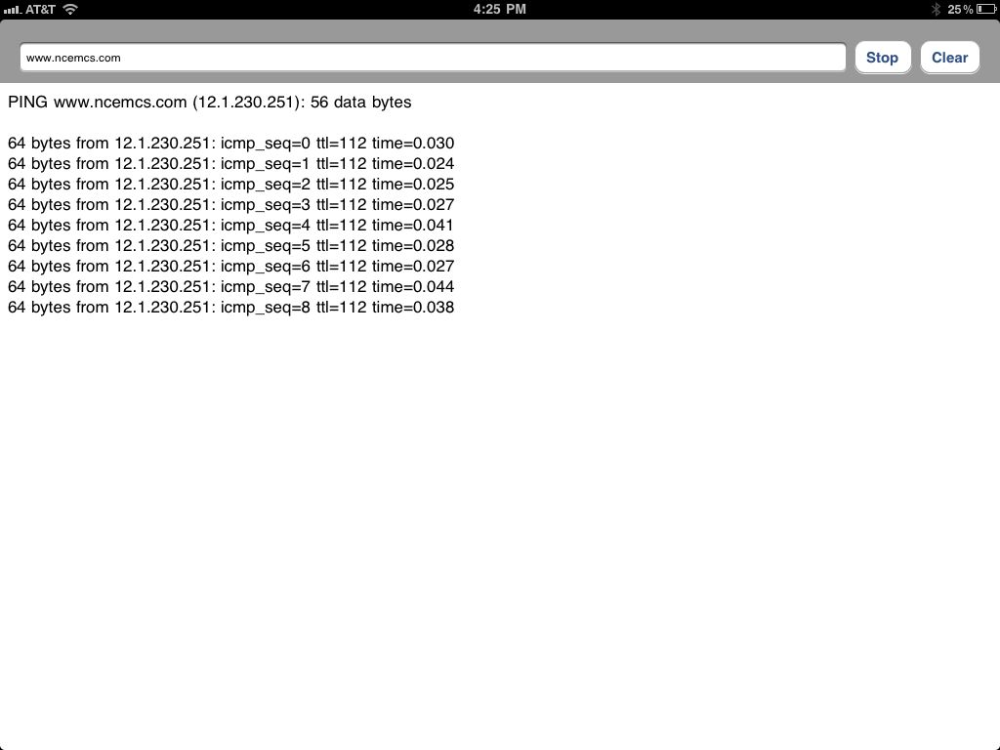 AT&T 4:25 PM 25%
www.ncemcs.com Stop Clear
PING www.ncemcs.com (12.1.230.251): 56 data bytes
64 bytes from 12.1.230.251: icmp_seq=0 ttl=112 time=0.030
64 bytes from 12.1.230.251: icmp_seq=1 ttl=112 time=0.024
64 bytes from 12.1.230.251: icmp_seq=2 ttl=112 time=0.025
64 bytes from 12.1.230.251: icmp_seq=3 ttl=112 time=0.027
64 bytes from 12.1.230.251: icmp_seq=4 ttl=112 time=0.041
64 bytes from 12.1.230.251: icmp_seq=5 ttl=112 time=0.028
64 bytes from 12.1.230.251: icmp_seq=6 ttl=112 time=0.027
64 bytes from 12.1.230.251: icmp_seq=7 ttl=112 time=0.044
64 bytes from 12.1.230.251: icmp_seq=8 ttl=112 time=0.038